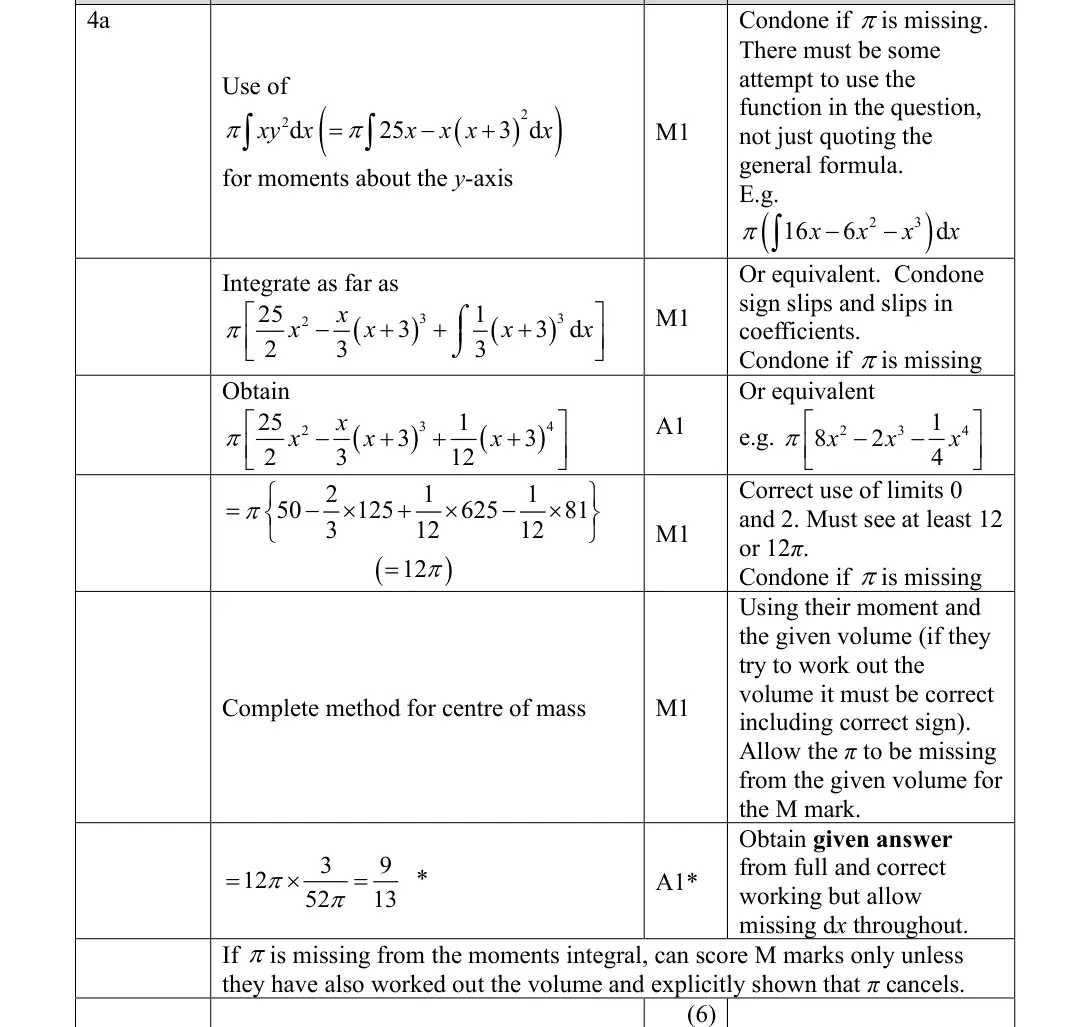 4a
Use of
π∫xy²dx(= π∫25x − x(x+3)²dx)
for moments about the y-axis
M1
Condone if π is missing.
There must be some
attempt to use the
function in the question,
not just quoting the
general formula.
E.g.
π(∫16x − 6x² − x³)dx
Integrate as far as
π[25/2 x² − x/3 (x+3)³ + ∫ 1/3 (x+3)³ dx]
M1
Or equivalent. Condone
sign slips and slips in
coefficients.
Condone if π is missing
Obtain
π[25/2 x² − x/3 (x+3)³ + 1/12 (x+3)⁴]
A1
Or equivalent
e.g. π[8x² − 2x³ − 1/4 x⁴]
= π{50 − 2/3 ×125 + 1/12 ×625 − 1/12 ×81}
(=12π)
M1
Correct use of limits 0
and 2. Must see at least 12
or 12π.
Condone if π is missing
Complete method for centre of mass
M1
Using their moment and
the given volume (if they
try to work out the
volume it must be correct
including correct sign).
Allow the π to be missing
from the given volume for
the M mark.
=12π × 3/52π = 9/13 *
A1*
Obtain given answer
from full and correct
working but allow
missing dx throughout.
If π is missing from the moments integral, can score M marks only unless
they have also worked out the volume and explicitly shown that π cancels.
(6)